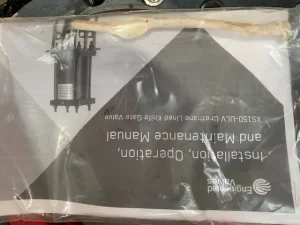 Engineered
Valves
Installation, Operation,
and Maintenance Manual
XS150-ULV Urethane Lined Knife Gate Valve